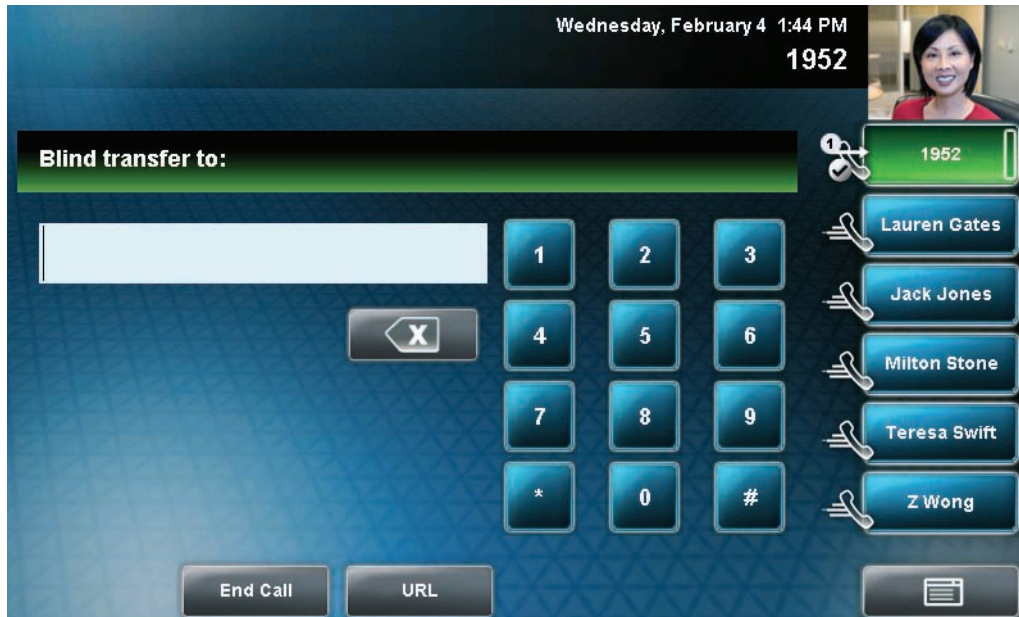 Wednesday, February 4 1:44 PM
1952
Blind transfer to:
1
1952
Lauren Gates
Jack Jones
Milton Stone
Teresa Swift
Z Wong
1 2 3
X
4 5 6
7 8 9
* 0 #
End Call URL